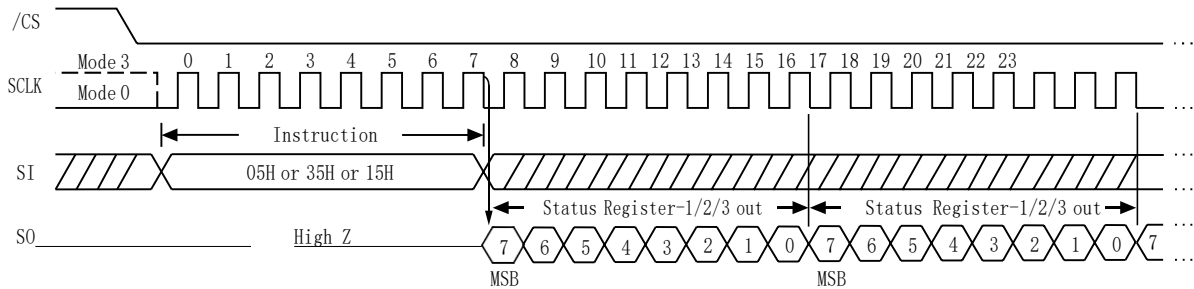 /CS
...
Mode 3
0 1 2 3 4 5 6 7 8 9 10 11 12 13 14 15 16 17 18 19 20 21 22 23
SCLK
Mode 0
...
Instruction
SI
05H or 35H or 15H
...
Status Register-1/2/3 out
Status Register-1/2/3 out
SO
High Z
7 6 5 4 3 2 1 0 7 6 5 4 3 2 1 0 7
...
MSB
MSB